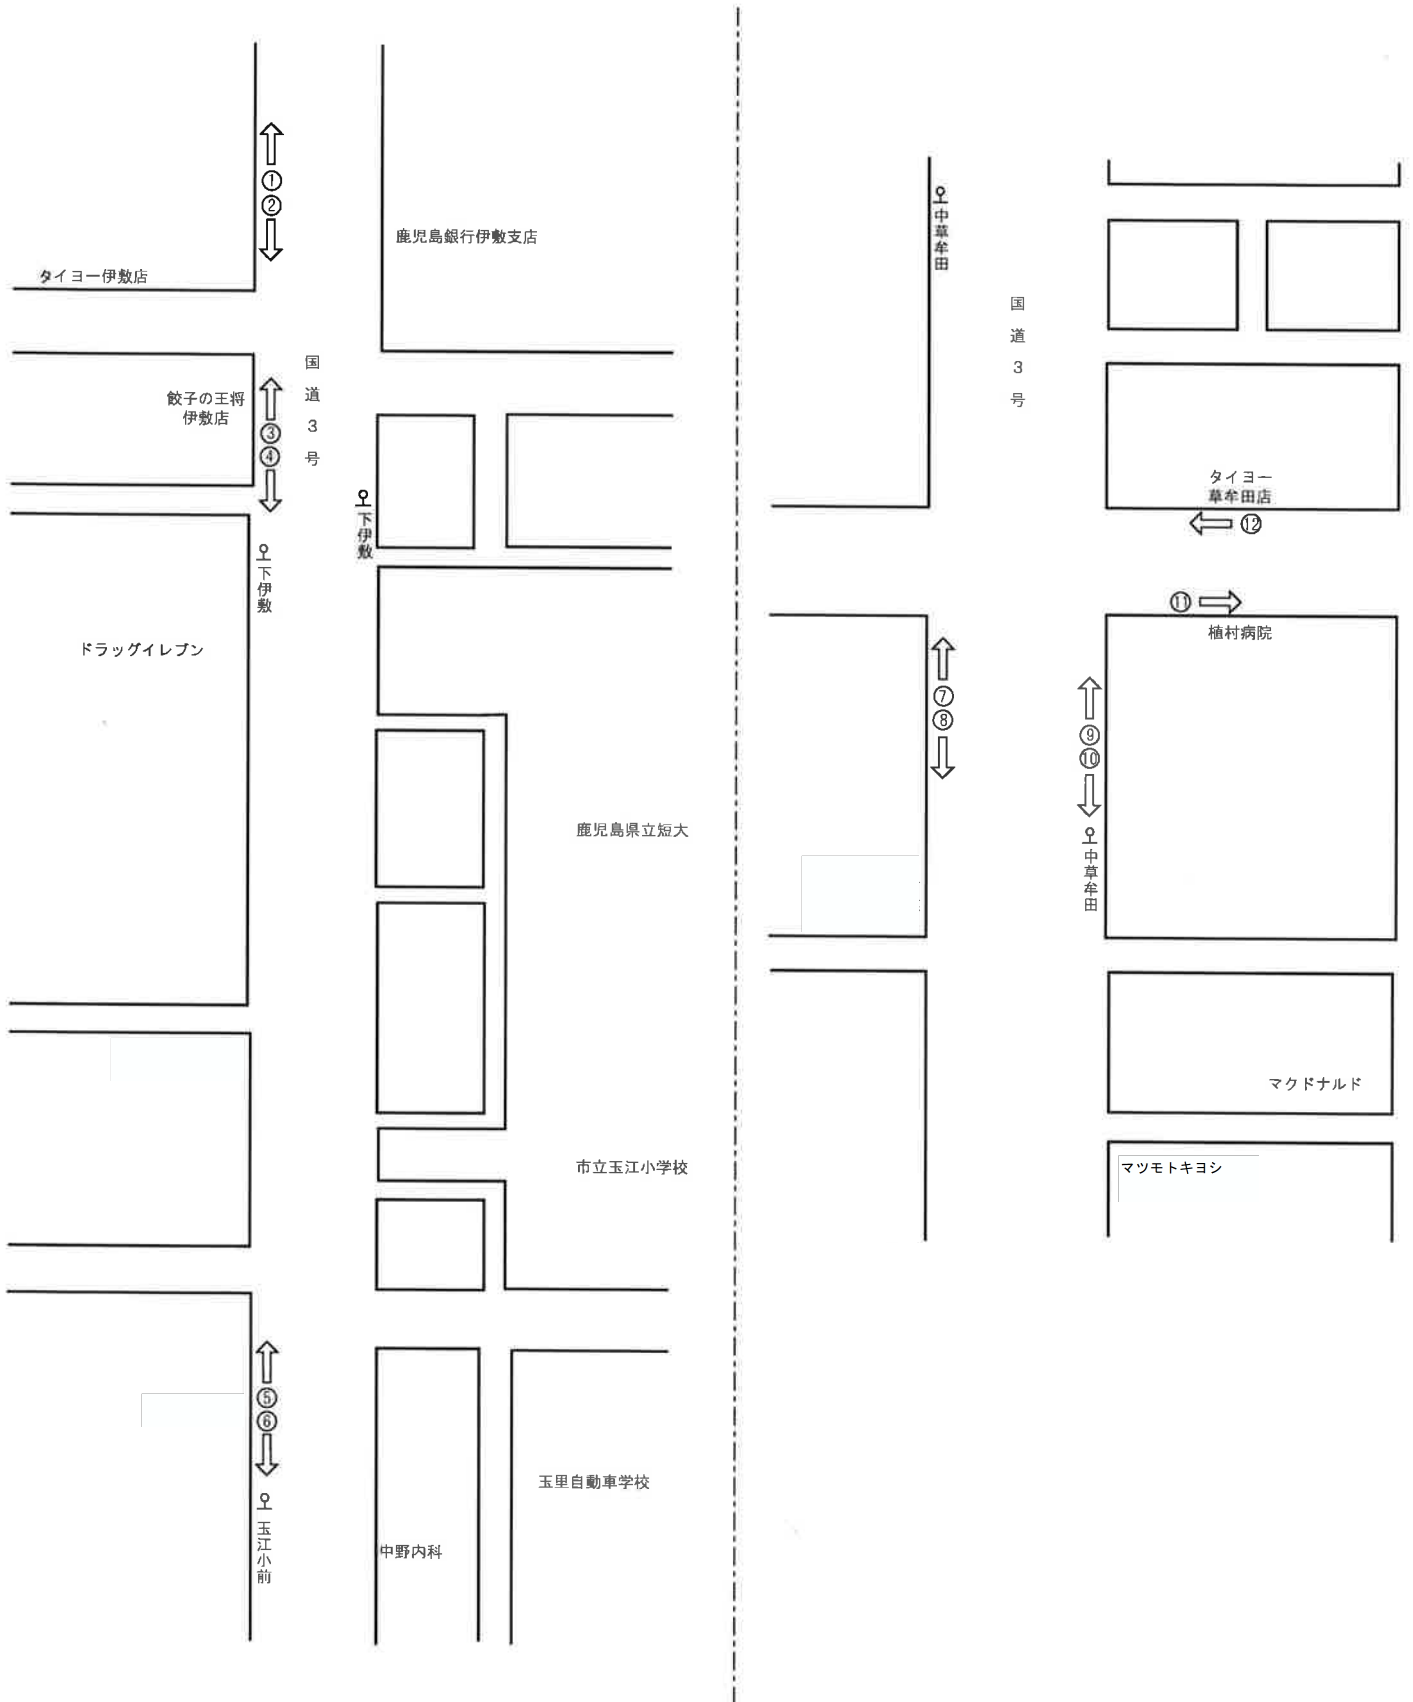 ①
②
鹿児島銀行伊敷支店
タイヨー伊敷店
国道3号
餃子の王将
伊敷店
③
④
下伊敷
下伊敷
ドラッグイレブン
鹿児島県立短大
市立玉江小学校
⑤
⑥
玉江小前
玉里自動車学校
中野内科
中草牟田
国道3号
タイヨー
草牟田店
⑫
⑪
植村病院
⑦
⑧
⑨
⑩
中草牟田
マクドナルド
マツモトキヨシ